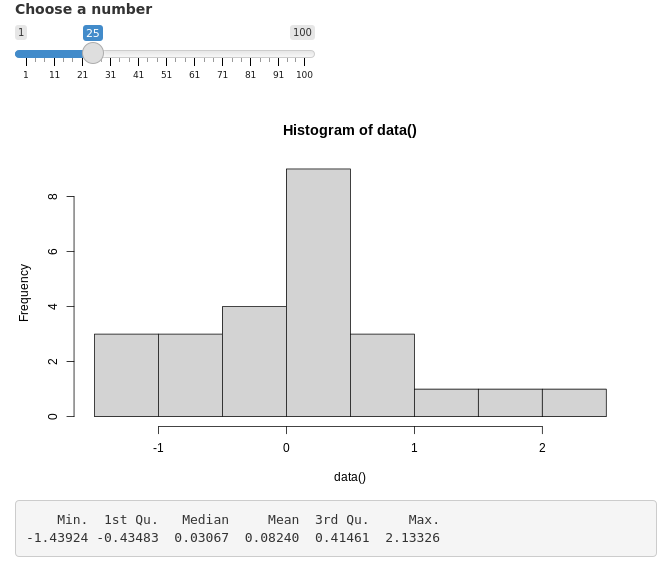 Choose a number
1 25 100
1 11 21 31 41 51 61 71 81 91 100
Histogram of data()
Frequency
8
6
4
2
0
-1 0 1 2
data()
Min. 1st Qu. Median Mean 3rd Qu. Max.
-1.43924 -0.43483 0.03067 0.08240 0.41461 2.13326